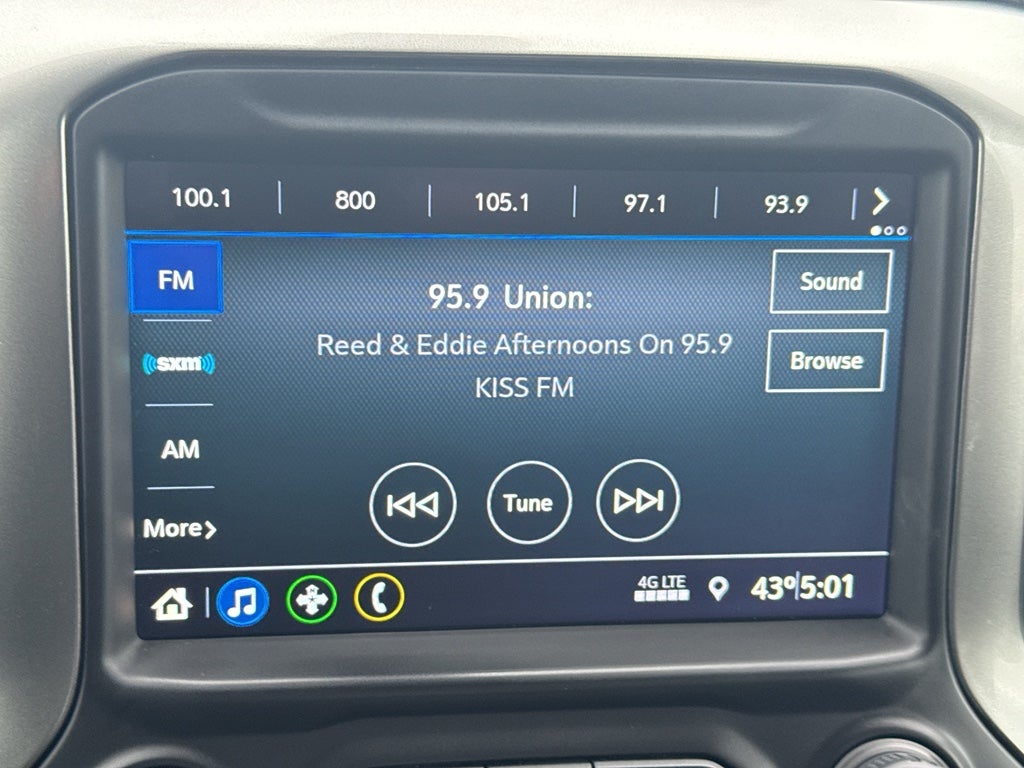 100.1 800 105.1 97.1 93.9
FM
95.9 Union:
Sound
Reed & Eddie Afternoons On 95.9
KISS FM
sxm
Browse
AM
Tune
More
4G LTE
43° 5:01